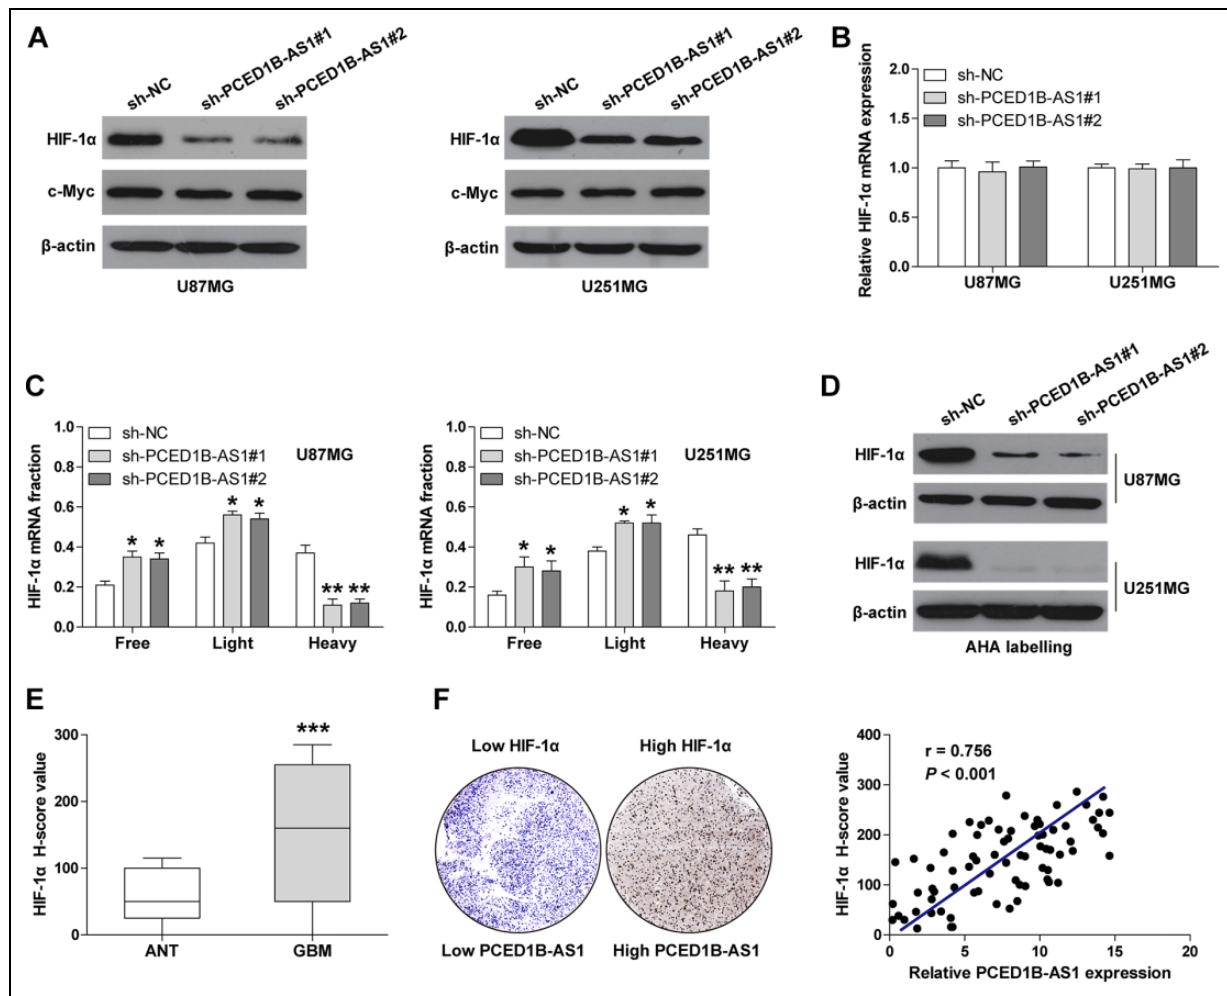 A
sh-NC
sh-PCED1B-AS1#1
sh-PCED1B-AS1#2
HIF-1α
c-Myc
β-actin
U87MG
sh-NC
sh-PCED1B-AS1#1
sh-PCED1B-AS1#2
HIF-1α
c-Myc
β-actin
U251MG
B
Relative HIF-1α mRNA expression
2.0
1.5
1.0
0.5
0.0
sh-NC
sh-PCED1B-AS1#1
sh-PCED1B-AS1#2
U87MG U251MG
C
HIF-1α mRNA fraction
1.0
0.8
0.6
0.4
0.2
0.0
sh-NC
sh-PCED1B-AS1#1 U87MG
sh-PCED1B-AS1#2
* *
* *
** **
Free Light Heavy
HIF-1α mRNA fraction
1.0
0.8
0.6
0.4
0.2
0.0
sh-NC
sh-PCED1B-AS1#1 U251MG
sh-PCED1B-AS1#2
* *
* *
** **
Free Light Heavy
D
sh-NC
sh-PCED1B-AS1#1
sh-PCED1B-AS1#2
HIF-1α
β-actin
U87MG
HIF-1α
β-actin
U251MG
AHA labelling
E
HIF-1α H-score value
300
200
100
0
***
ANT GBM
F
Low HIF-1α High HIF-1α
Low PCED1B-AS1 High PCED1B-AS1
HIF-1α H-score value
400
300
200
100
0
r = 0.756
P < 0.001
0 5 10 15 20
Relative PCED1B-AS1 expression